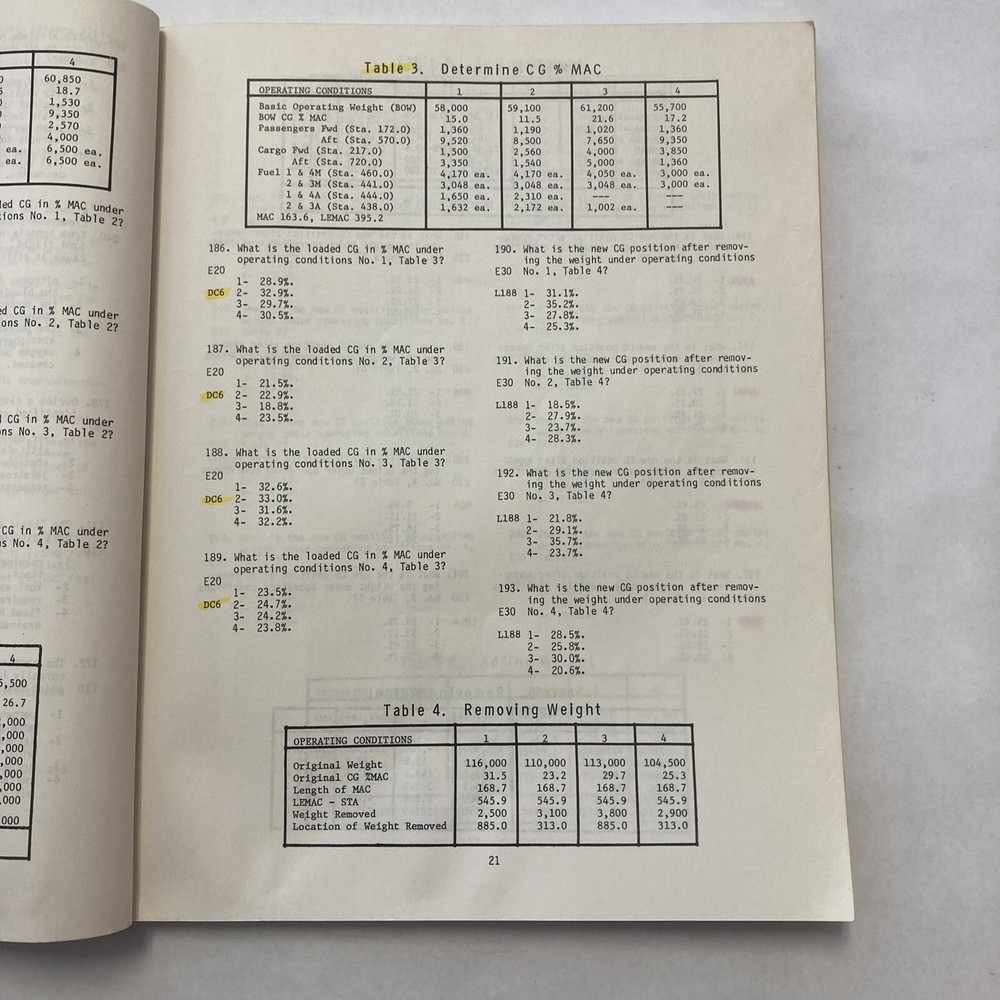 4
60,850
18.7
1,530
9,350
2,570
4,000
ea. 6,500 ea.
ea. 6,500 ea.
CG in % MAC under
No. 1, Table 2?
CG in % MAC under
No. 2, Table 2?
CG in % MAC under
No. 3, Table 2?
CG in % MAC under
No. 4, Table 2?
4
26.7
Table 3. Determine CG % MAC
OPERATING CONDITIONS 1 2 3 4
Basic Operating Weight (BOW) 58,000 59,100 61,200 55,700
BOW CG % MAC 15.0 11.5 21.6 17.2
Passengers Fwd (Sta. 172.0) 1,360 1,190 1,020 1,360
Aft (Sta. 570.0) 9,520 8,500 7,650 9,350
Cargo Fwd (Sta. 217.0) 1,500 2,560 4,000 3,850
Aft (Sta. 720.0) 3,350 1,540 5,000 1,360
Fuel 1 & 4M (Sta. 460.0) 4,170 ea. 4,170 ea. 4,050 ea. 3,000 ea.
2 & 3M (Sta. 441.0) 3,048 ea. 3,048 ea. 3,048 ea. 3,000 ea.
1 & 4A (Sta. 444.0) 1,650 ea. 2,310 ea. --- ---
2 & 3A (Sta. 438.0) 1,632 ea. 2,172 ea. 1,002 ea. ---
MAC 163.6, LEMAC 395.2
186. What is the loaded CG in % MAC under
operating conditions No. 1, Table 3?
E20
1- 28.9%.
DC6 2- 32.9%.
3- 29.7%.
4- 30.5%.
187. What is the loaded CG in % MAC under
operating conditions No. 2, Table 3?
E20
1- 21.5%.
DC6 2- 22.9%.
3- 18.8%.
4- 23.5%.
188. What is the loaded CG in % MAC under
operating conditions No. 3, Table 3?
E20
1- 32.6%.
DC6 2- 33.0%.
3- 31.6%.
4- 32.2%.
189. What is the loaded CG in % MAC under
operating conditions No. 4, Table 3?
E20
1- 23.5%.
DC6 2- 24.7%.
3- 24.2%.
4- 23.8%.
190. What is the new CG position after remov-
ing the weight under operating conditions
E30 No. 1, Table 4?
L188 1- 31.1%.
2- 35.2%.
3- 27.8%.
4- 25.3%.
191. What is the new CG position after remov-
ing the weight under operating conditions
E30 No. 2, Table 4?
L188 1- 18.5%.
2- 27.9%.
3- 23.7%.
4- 28.3%.
192. What is the new CG position after remov-
ing the weight under operating conditions
E30 No. 3, Table 4?
L188 1- 21.8%.
2- 29.1%.
3- 35.7%.
4- 23.7%.
193. What is the new CG position after remov-
ing the weight under operating conditions
E30 No. 4, Table 4?
L188 1- 28.5%.
2- 25.8%.
3- 30.0%.
4- 20.6%.
Table 4. Removing Weight
OPERATING CONDITIONS 1 2 3 4
Original Weight 116,000 110,000 113,000 104,500
Original CG %MAC 31.5 23.2 29.7 25.3
Length of MAC 168.7 168.7 168.7 168.7
LEMAC - STA 545.9 545.9 545.9 545.9
Weight Removed 2,500 3,100 3,800 2,900
Location of Weight Removed 885.0 313.0 885.0 313.0
21